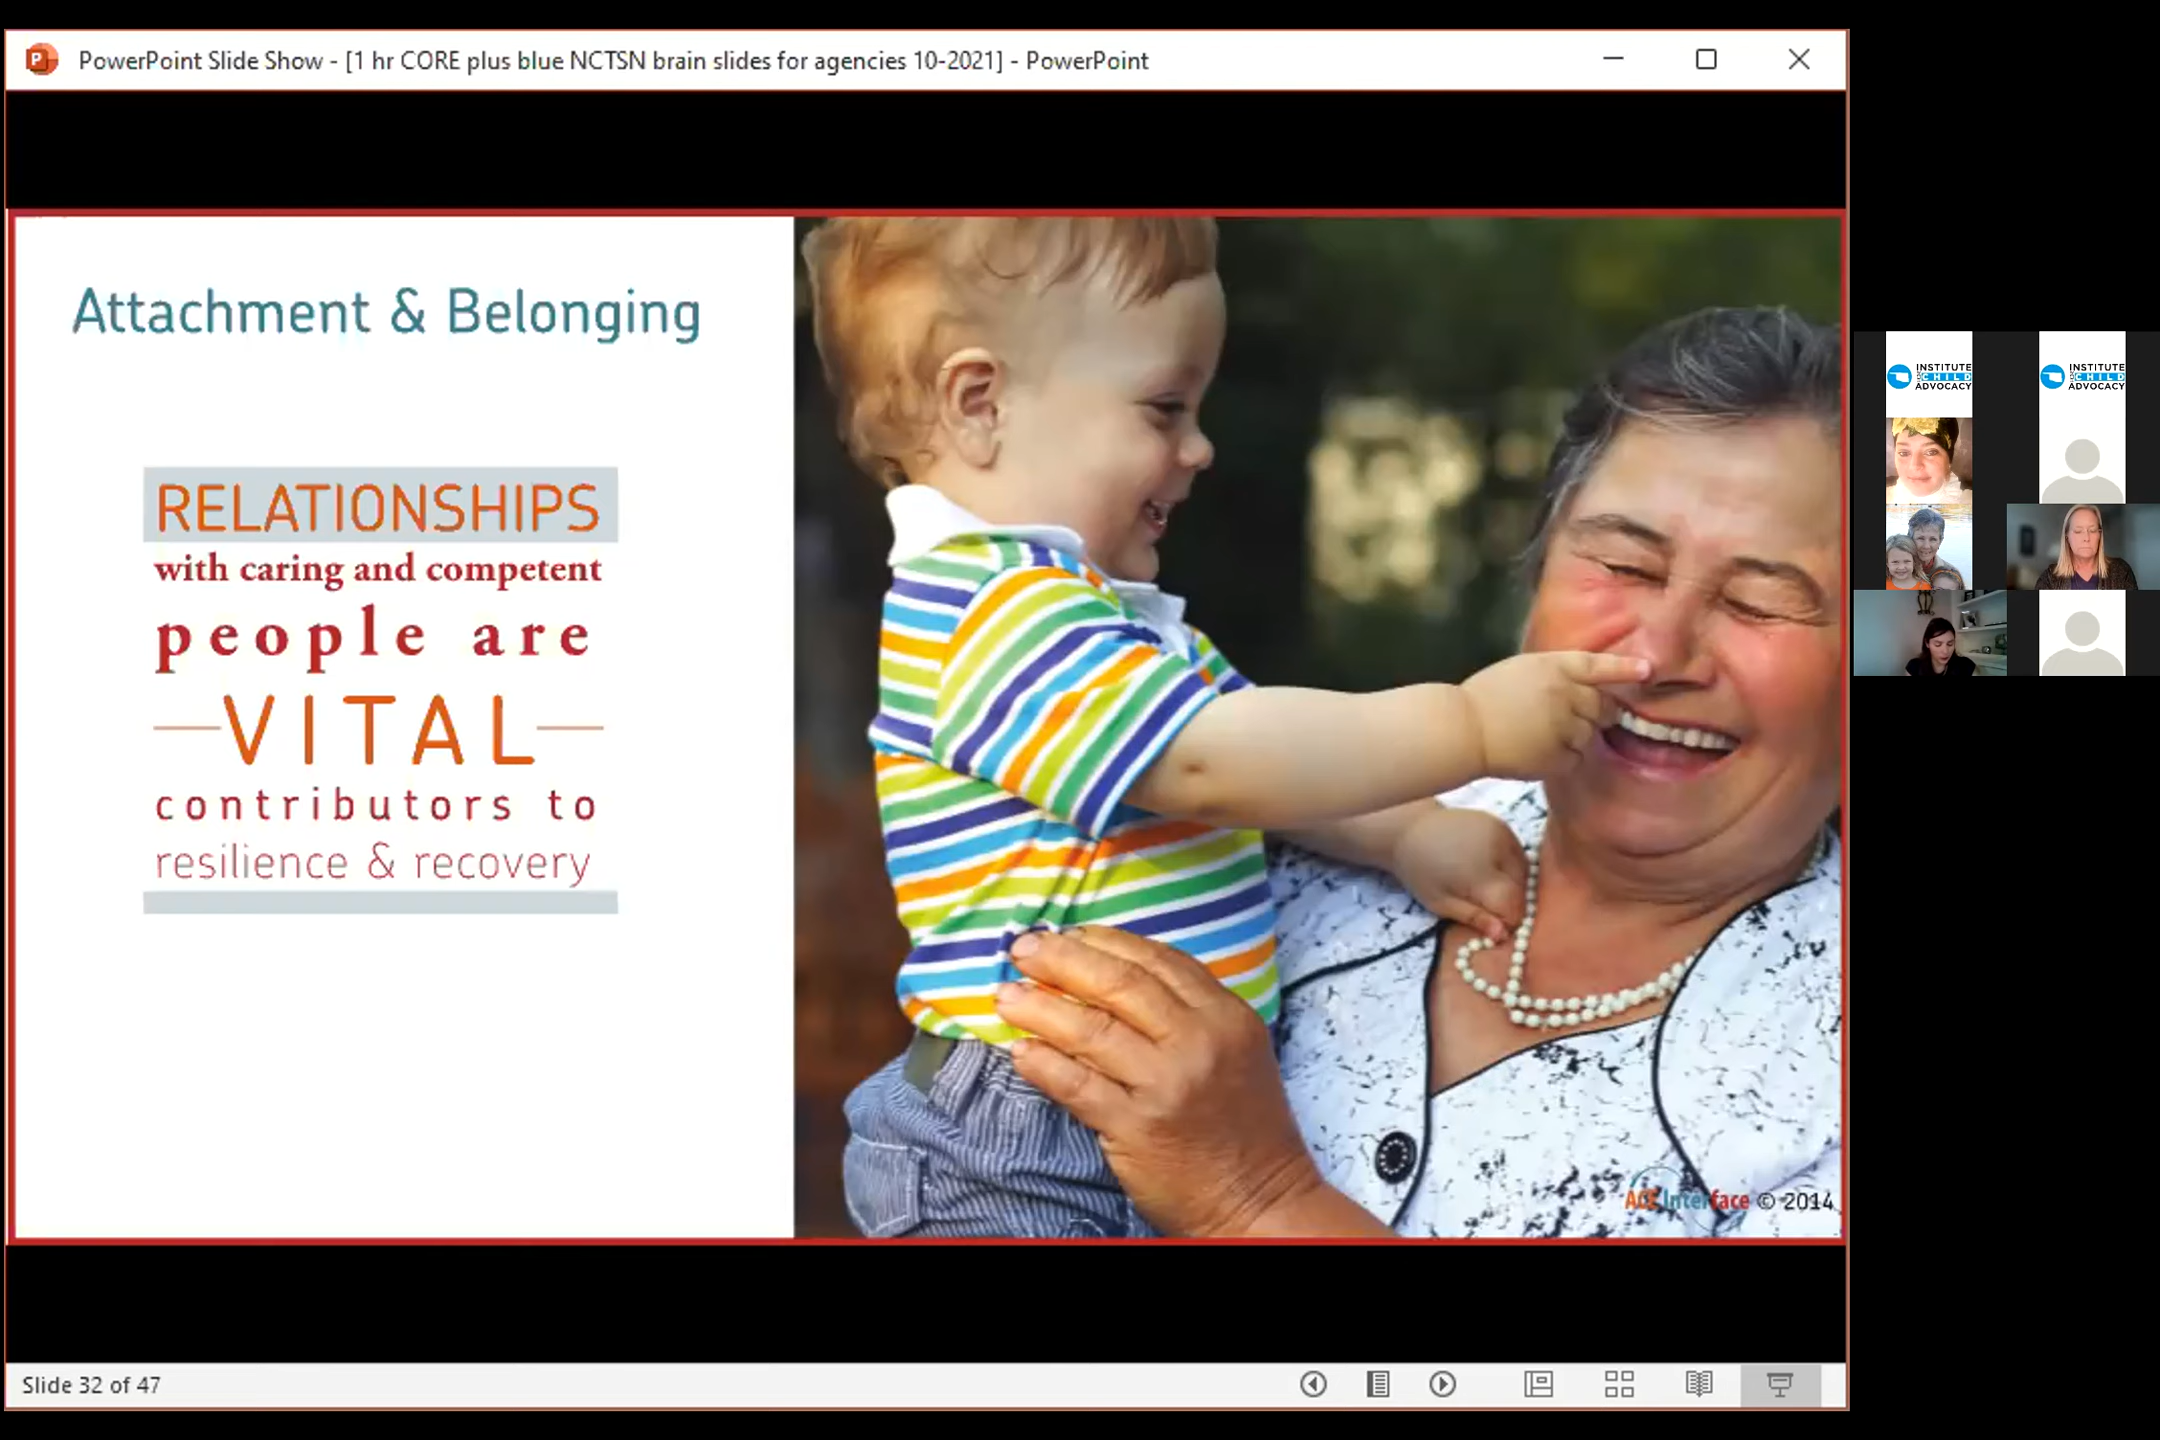 PowerPoint Slide Show - [1 hr CORE plus blue NCTSN brain slides for agencies 10-2021] - PowerPoint
Attachment & Belonging
RELATIONSHIPS
with caring and competent
people are
VITAL
contributors to
resilience & recovery
ACE Interface © 2014
Slide 32 of 47
INSTITUTE
CHILD
ADVOCACY
INSTITUTE
CHILD
ADVOCACY